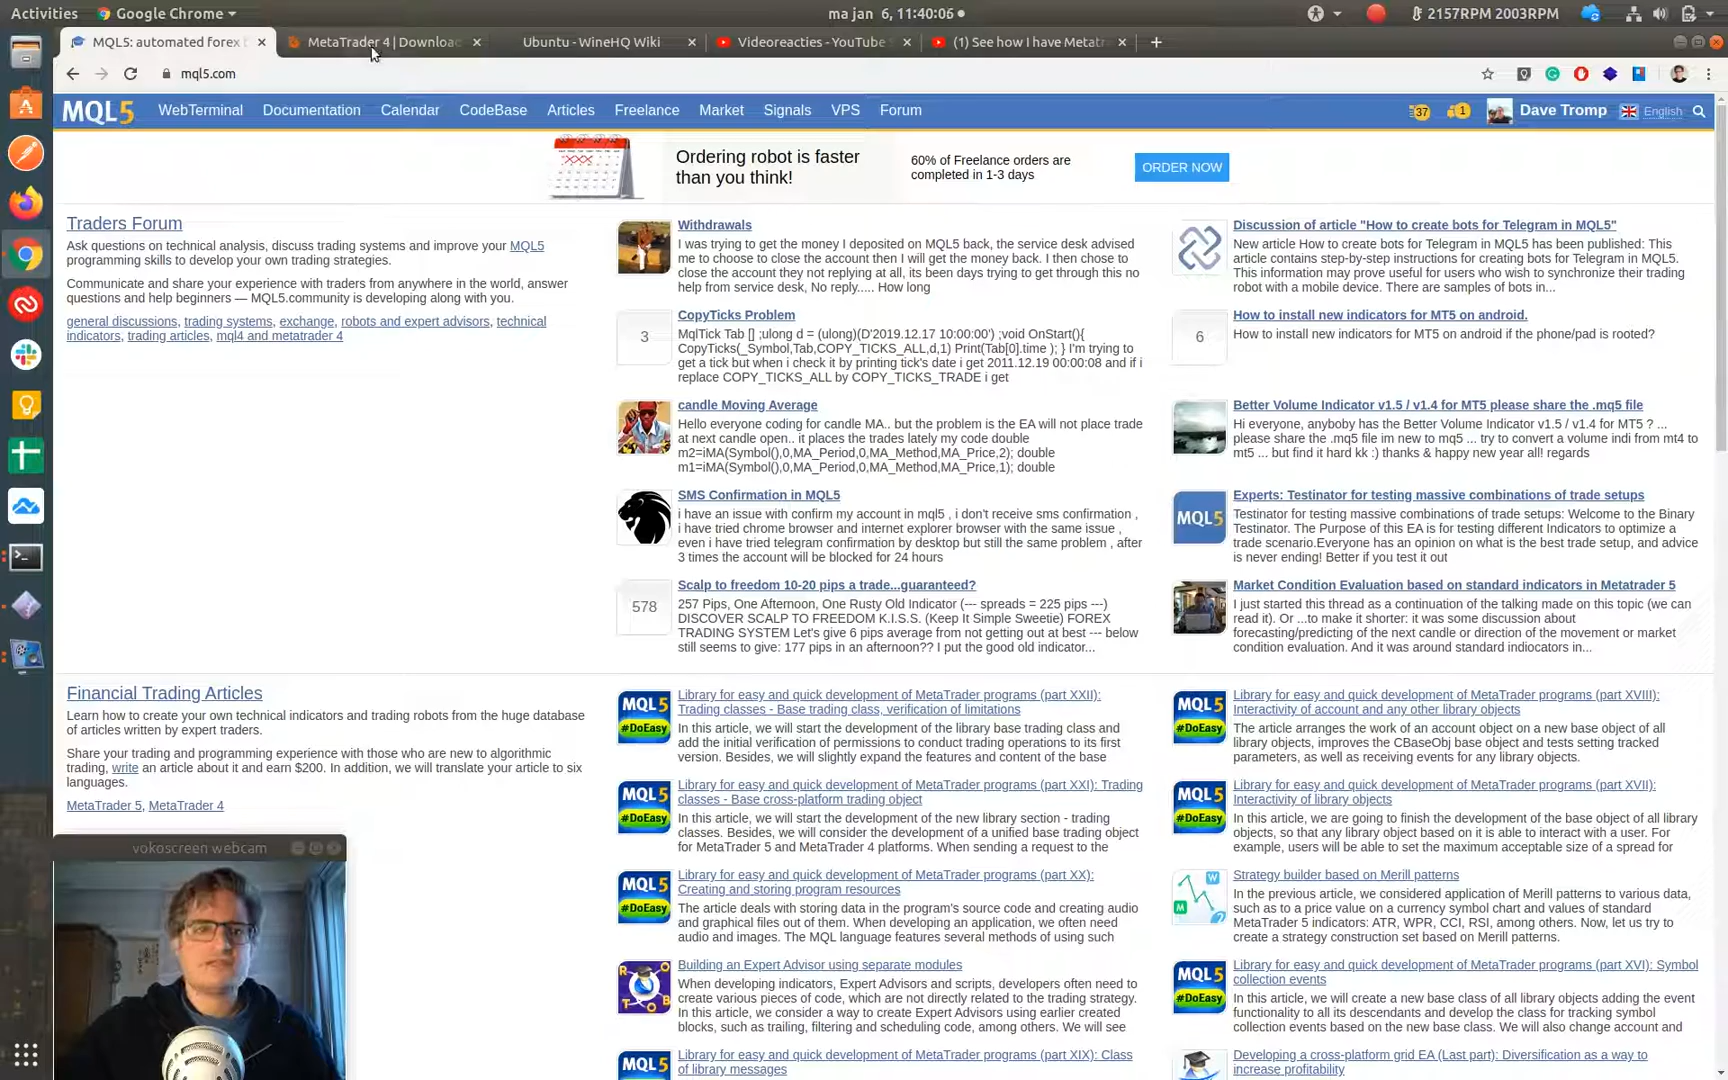 Activities Google Chrome ma jan 6, 11:40:06 2157RPM 2003RPM
MQL5: automated forex MetaTrader 4 | Downloa Ubuntu - WineHQ Wiki Videoreacties - YouTube (1) See how I have Metat
mql5.com
MQL5 WebTerminal Documentation Calendar CodeBase Articles Freelance Market Signals VPS Forum 37 1 Dave Tromp English
Ordering robot is faster
than you think!
60% of Freelance orders are
completed in 1-3 days
ORDER NOW
Traders Forum
Ask questions on technical analysis, discuss trading systems and improve your MQL5
programming skills to develop your own trading strategies.
Communicate and share your experience with traders from anywhere in the world, answer
questions and help beginners — MQL5.community is developing along with you.
general discussions, trading systems, exchange, robots and expert advisors, technical
indicators, trading articles, mql4 and metatrader 4
Withdrawals
I was trying to get the money I deposited on MQL5 back, the service desk advised
me to choose to close the account then I will get the money back. I then chose to
close the account they not replying at all, its been days trying to get through this no
help from service desk, No reply..... How long
3
CopyTicks Problem
MqlTick Tab [] ;ulong d = (ulong)(D'2019.12.17 10:00:00') ;void OnStart(){
CopyTicks(_Symbol,Tab,COPY_TICKS_ALL,d,1) Print(Tab[0].time ); } I'm trying to
get a tick but when i check it by printing tick's date i get 2011.12.19 00:00:08 and if i
replace COPY_TICKS_ALL by COPY_TICKS_TRADE i get
candle Moving Average
Hello everyone coding for candle MA.. but the problem is the EA will not place trade
at next candle open.. it places the trades lately my code double
m2=iMA(Symbol(),0,MA_Period,0,MA_Method,MA_Price,2); double
m1=iMA(Symbol(),0,MA_Period,0,MA_Method,MA_Price,1); double
SMS Confirmation in MQL5
i have an issue with confirm my account in mql5 , i don't receive sms confirmation ,
i have tried chrome browser and internet explorer browser with the same issue ,
even i have tried telegram confirmation by desktop but still the same problem , after
3 times the account will be blocked for 24 hours
578
Scalp to freedom 10-20 pips a trade...guaranteed?
257 Pips, One Afternoon, One Rusty Old Indicator (--- spreads = 225 pips ---)
DISCOVER SCALP TO FREEDOM K.I.S.S. (Keep It Simple Sweetie) FOREX
TRADING SYSTEM Let's give 6 pips average from not getting out at best --- below
still seems to give: 177 pips in an afternoon?? I put the good old indicator...
Discussion of article "How to create bots for Telegram in MQL5"
New article How to create bots for Telegram in MQL5 has been published: This
article contains step-by-step instructions for creating bots for Telegram in MQL5.
This information may prove useful for users who wish to synchronize their trading
robot with a mobile device. There are samples of bots in...
6
How to install new indicators for MT5 on android.
How to install new indicators for MT5 on android if the phone/pad is rooted?
Better Volume Indicator v1.5 / v1.4 for MT5 please share the .mq5 file
Hi everyone, anyboby has the Better Volume Indicator v1.5 / v1.4 for MT5 ? ...
please share the .mq5 file im new to mq5 ... try to convert a volume indi from mt4 to
mt5 ... but find it hard kk :) thanks & happy new year all! regards
MQL5
Experts: Testinator for testing massive combinations of trade setups
Testinator for testing massive combinations of trade setups: Welcome to the Binary
Testinator. The Purpose of this EA is for testing different Indicators to optimize a
trade scenario.Everyone has an opinion on what is the best trade setup, and advice
is never ending! Better if you test it out
Market Condition Evaluation based on standard indicators in Metatrader 5
I just started this thread as a continuation of the talking made on this topic (we can
read it). Or ...to make it shorter: it was some discussion about
forecasting/predicting of the next candle or direction of the movement or market
condition evaluation. And it was around standard indiocators in...
Financial Trading Articles
Learn how to create your own technical indicators and trading robots from the huge database
of articles written by expert traders.
Share your trading and programming experience with those who are new to algorithmic
trading, write an article about it and earn $200. In addition, we will translate your article to six
languages.
MetaTrader 5, MetaTrader 4
MQL5
#DoEasy
Library for easy and quick development of MetaTrader programs (part XXII):
Trading classes - Base trading class, verification of limitations
In this article, we will start the development of the library base trading class and
add the initial verification of permissions to conduct trading operations to its first
version. Besides, we will slightly expand the features and content of the base
MQL5
#DoEasy
Library for easy and quick development of MetaTrader programs (part XXI): Trading
classes - Base cross-platform trading object
In this article, we will start the development of the new library section - trading
classes. Besides, we will consider the development of a unified base trading object
for MetaTrader 5 and MetaTrader 4 platforms. When sending a request to the
MQL5
#DoEasy
Library for easy and quick development of MetaTrader programs (part XX):
Creating and storing program resources
The article deals with storing data in the program's source code and creating audio
and graphical files out of them. When developing an application, we often need
audio and images. The MQL language features several methods of using such
ROBOT
Building an Expert Advisor using separate modules
When developing indicators, Expert Advisors and scripts, developers often need to
create various pieces of code, which are not directly related to the trading strategy.
In this article, we consider a way to create Expert Advisors using earlier created
blocks, such as trailing, filtering and scheduling code, among others. We will see
MQL5
Library for easy and quick development of MetaTrader programs (part XIX): Class
of library messages
MQL5
#DoEasy
Library for easy and quick development of MetaTrader programs (part XVIII):
Interactivity of account and any other library objects
The article arranges the work of an account object on a new base object of all
library objects, improves the CBaseObj base object and tests setting tracked
parameters, as well as receiving events for any library objects.
MQL5
#DoEasy
Library for easy and quick development of MetaTrader programs (part XVII):
Interactivity of library objects
In this article, we are going to finish the development of the base object of all library
objects, so that any library object based on it is able to interact with a user. For
example, users will be able to set the maximum acceptable size of a spread for
W
M
Strategy builder based on Merill patterns
In the previous article, we considered application of Merill patterns to various data,
such as to a price value on a currency symbol chart and values of standard
MetaTrader 5 indicators: ATR, WPR, CCI, RSI, among others. Now, let us try to
create a strategy construction set based on Merill patterns.
MQL5
#DoEasy
Library for easy and quick development of MetaTrader programs (part XVI): Symbol
collection events
In this article, we will create a new base class of all library objects adding the event
functionality to all its descendants and develop the class for tracking symbol
collection events based on the new base class. We will also change account and
Developing a cross-platform grid EA (Last part): Diversification as a way to
increase profitability
vokoscreen webcam